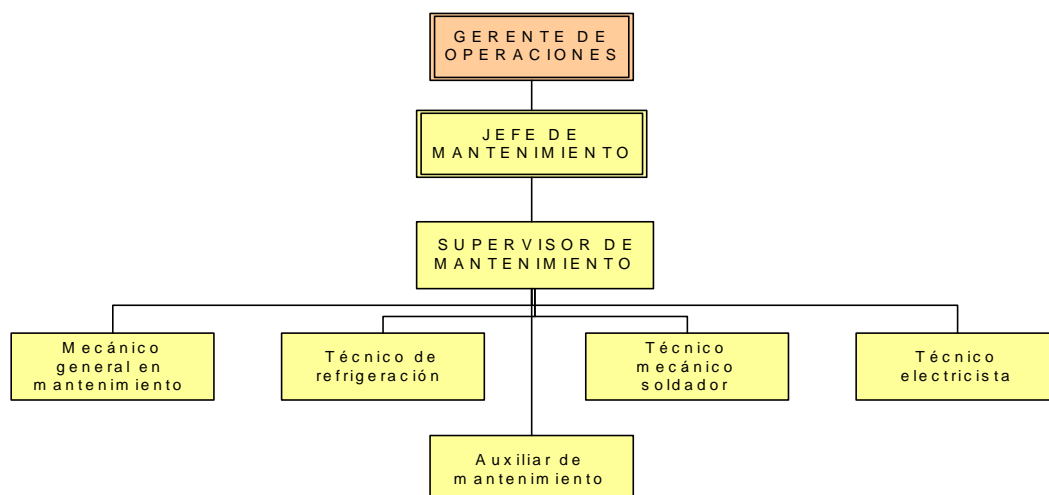 GERENTE DE
OPERACIONES
JEFE DE
MANTENIMIENTO
SUPERVISOR DE
MANTENIMIENTO
Mecánico
general en
mantenimiento
Técnico de
refrigeración
Técnico
mecánico
soldador
Técnico
electricista
Auxiliar de
mantenimiento